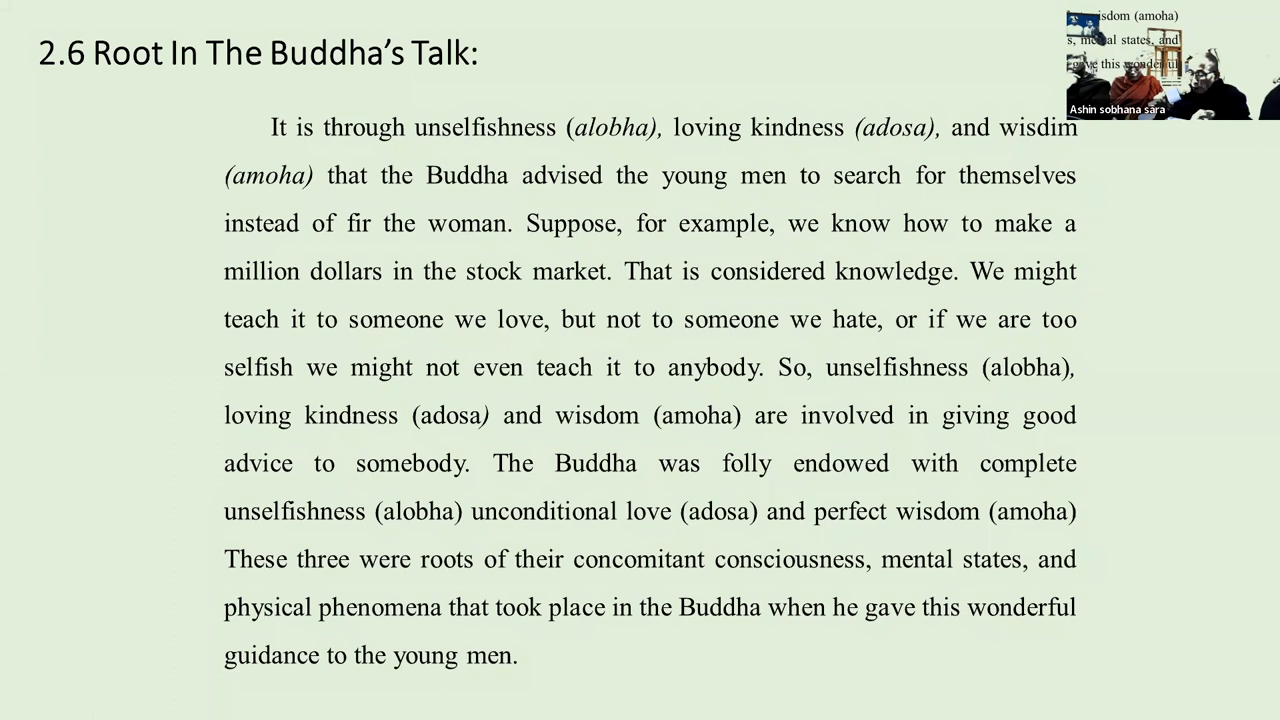 2.6 Root In The Buddha's Talk:
It is through unselfishness (alobha), loving kindness (adosa), and wisdim
(amoha) that the Buddha advised the young men to search for themselves
instead of fir the woman. Suppose, for example, we know how to make a
million dollars in the stock market. That is considered knowledge. We might
teach it to someone we love, but not to someone we hate, or if we are too
selfish we might not even teach it to anybody. So, unselfishness (alobha),
loving kindness (adosa) and wisdom (amoha) are involved in giving good
advice to somebody. The Buddha was folly endowed with complete
unselfishness (alobha) unconditional love (adosa) and perfect wisdom (amoha)
These three were roots of their concomitant consciousness, mental states, and
physical phenomena that took place in the Buddha when he gave this wonderful
guidance to the young men.
(amoha)
states, and
this
Ashin sobhana sara